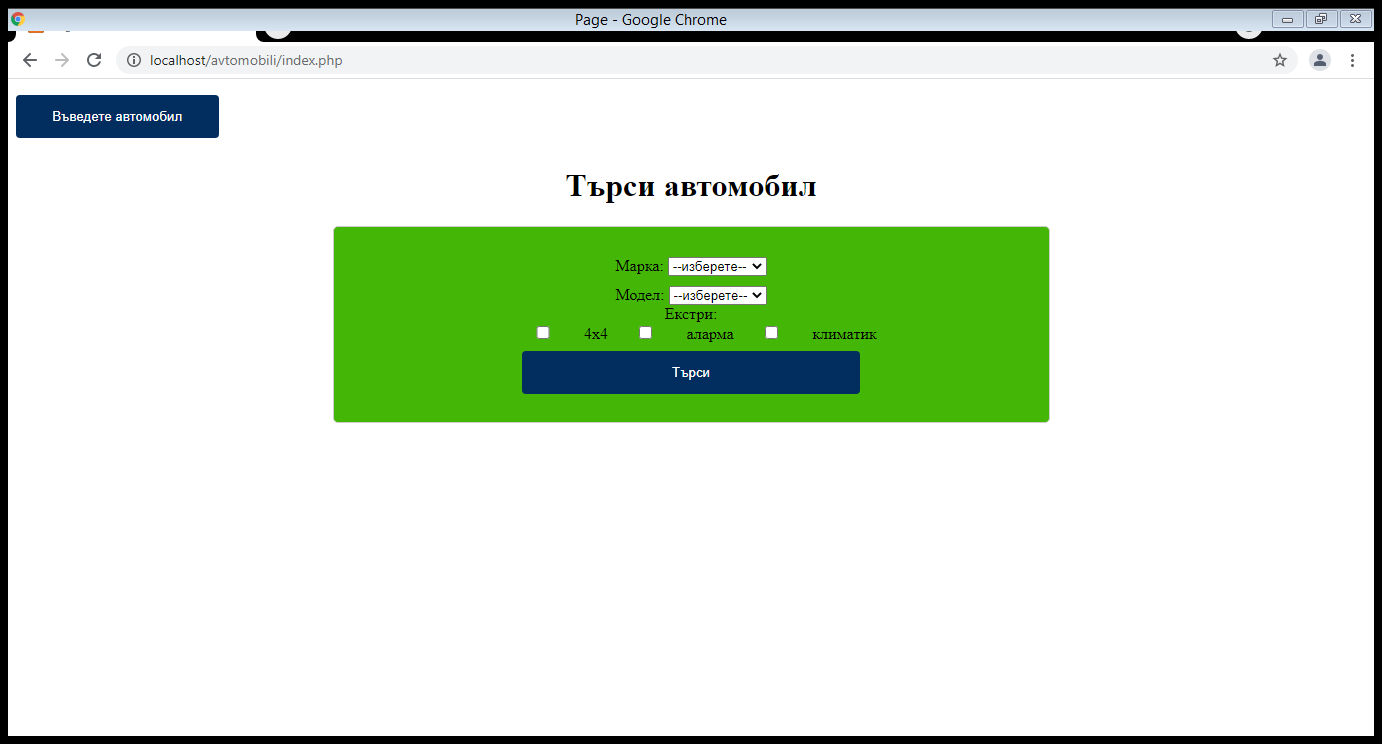 Page - Google Chrome
localhost/avtomobili/index.php
Въведете автомобил
Търси автомобил
Марка: --изберете--
Модел: --изберете--
Екстри:
4x4 аларма климатик
Търси